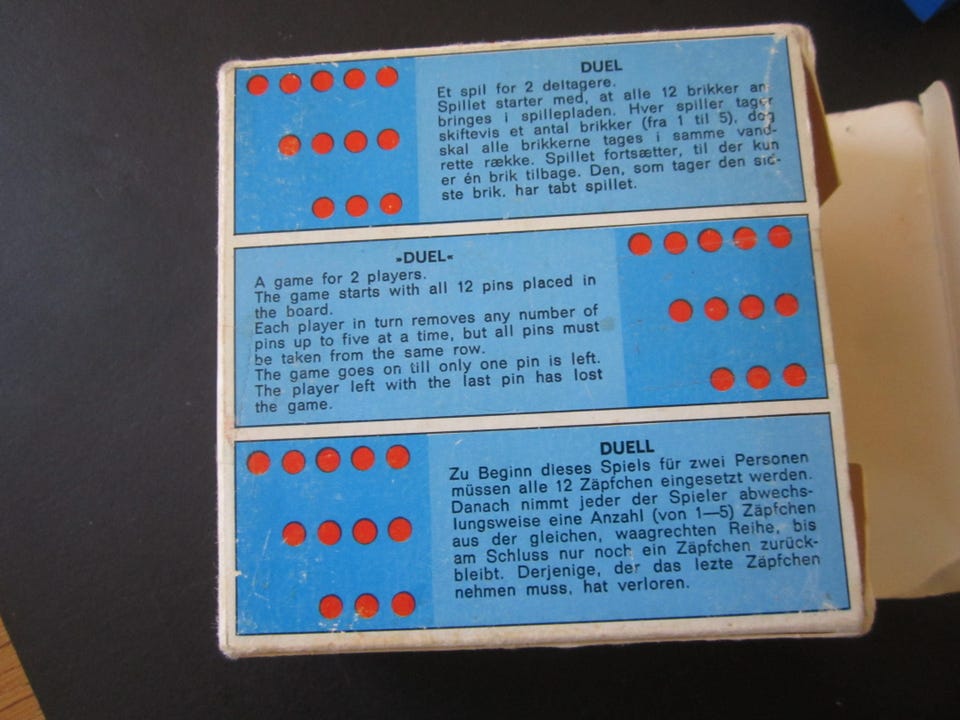 DUEL
Et spil for 2 deltagere.
Spillet starter med, at alle 12 brikker an-
bringes i spillepladen. Hver spiller tager
skiftevis et antal brikker (fra 1 til 5), dog
skal alle brikkerne tages i samme vand-
rette række. Spillet fortsætter, til der kun
er én brik tilbage. Den, som tager den sid-
ste brik, har tabt spillet.
»DUEL«
A game for 2 players.
The game starts with all 12 pins placed in
the board.
Each player in turn removes any number of
pins up to five at a time, but all pins must
be taken from the same row.
The game goes on till only one pin is left.
The player left with the last pin has lost
the game.
DUELL
Zu Beginn dieses Spiels für zwei Personen
müssen alle 12 Zäpfchen eingesetzt werden.
Danach nimmt jeder der Spieler abwechs-
lungsweise eine Anzahl (von 1—5) Zäpfchen
aus der gleichen, waagrechten Reihe, bis
am Schluss nur noch ein Zäpfchen zurück-
bleibt. Derjenige, der das lezte Zäpfchen
nehmen muss, hat verloren.